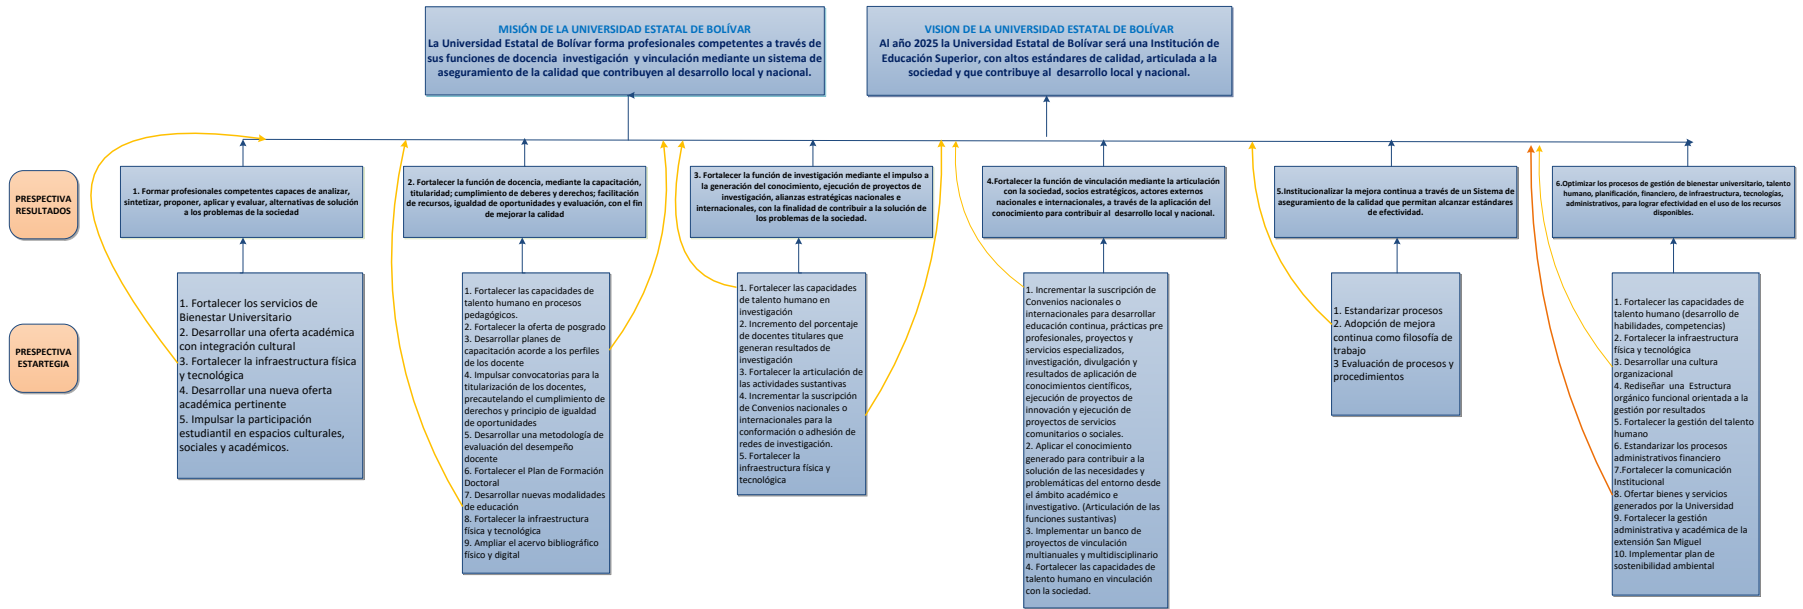 MISIÓN DE LA UNIVERSIDAD ESTATAL DE BOLÍVAR
La Universidad Estatal de Bolívar forma profesionales competentes a través de
sus funciones de docencia investigación y vinculación mediante un sistema de
aseguramiento de la calidad que contribuyen al desarrollo local y nacional.
VISION DE LA UNIVERSIDAD ESTATAL DE BOLÍVAR
Al año 2025 la Universidad Estatal de Bolívar será una Institución de
Educación Superior, con altos estándares de calidad, articulada a la
sociedad y que contribuye al desarrollo local y nacional.
PRESPECTIVA
RESULTADOS
1. Formar profesionales competentes capaces de analizar,
sintetizar, proponer, aplicar y evaluar, alternativas de solución
a los problemas de la sociedad
2. Fortalecer la función de docencia, mediante la capacitación,
titularidad; cumplimiento de deberes y derechos; facilitación
de recursos, igualdad de oportunidades y evaluación, con el fin
de mejorar la calidad
3. Fortalecer la función de investigación mediante el impulso a
la generación del conocimiento, ejecución de proyectos de
investigación, alianzas estratégicas nacionales e
internacionales, con la finalidad de contribuir a la solución de
los problemas de la sociedad.
4.Fortalecer la función de vinculación mediante la articulación
con la sociedad, socios estratégicos, actores externos
nacionales e internacionales, a través de la aplicación del
conocimiento para contribuir al desarrollo local y nacional.
5.Institucionalizar la mejora continua a través de un Sistema de
aseguramiento de la calidad que permitan alcanzar estándares
de efectividad.
6.Optimizar los procesos de gestión de bienestar universitario, talento
humano, planificación, financiero, de infraestructura, tecnologías,
administrativos, para lograr efectividad en el uso de los recursos
disponibles.
PRESPECTIVA
ESTARTEGIA
1. Fortalecer los servicios de
Bienestar Universitario
2. Desarrollar una oferta académica
con integración cultural
3. Fortalecer la infraestructura física
y tecnológica
4. Desarrollar una nueva oferta
académica pertinente
5. Impulsar la participación
estudiantil en espacios culturales,
sociales y académicos.
1. Fortalecer las capacidades de
talento humano en procesos
pedagógicos.
2. Fortalecer la oferta de posgrado
3. Desarrollar planes de
capacitación acorde a los perfiles
de los docente
4. Impulsar convocatorias para la
titularización de los docentes,
precautelando el cumplimiento de
derechos y principio de igualdad
de oportunidades
5. Desarrollar una metodología de
evaluación del desempeño
docente
6. Fortalecer el Plan de Formación
Doctoral
7. Desarrollar nuevas modalidades
de educación
8. Fortalecer la infraestructura
física y tecnológica
9. Ampliar el acervo bibliográfico
físico y digital
1. Fortalecer las capacidades
de talento humano en
investigación
2. Incremento del porcentaje
de docentes titulares que
generan resultados de
investigación
3. Fortalecer la articulación de
las actividades sustantivas
4. Incrementar la suscripción
de Convenios nacionales o
internacionales para la
conformación o adhesión de
redes de investigación.
5. Fortalecer la
infraestructura física y
tecnológica
1. Incrementar la suscripción de
Convenios nacionales o
internacionales para desarrollar
educación continua, prácticas pre
profesionales, proyectos y
servicios especializados,
investigación, divulgación y
resultados de aplicación de
conocimientos científicos,
ejecución de proyectos de
innovación y ejecución de
proyectos de servicios
comunitarios o sociales.
2. Aplicar el conocimiento
generado para contribuir a la
solución de las necesidades y
problemáticas del entorno desde
el ámbito académico e
investigativo. (Articulación de las
funciones sustantivas)
3. Implementar un banco de
proyectos de vinculación
multianuales y multidisciplinario
4. Fortalecer las capacidades de
talento humano en vinculación
con la sociedad.
1. Estandarizar procesos
2. Adopción de mejora
continua como filosofía de
trabajo
3 Evaluación de procesos y
procedimientos
1. Fortalecer las capacidades de
talento humano (desarrollo de
habilidades, competencias)
2. Fortalecer la infraestructura
física y tecnológica
3. Desarrollar una cultura
organizacional
4. Rediseñar una Estructura
orgánico funcional orientada a la
gestión por resultados
5. Fortalecer la gestión del talento
humano
6. Estandarizar los procesos
administrativos financiero
7.Fortalecer la comunicación
Institucional
8. Ofertar bienes y servicios
generados por la Universidad
9. Fortalecer la gestión
administrativa y académica de la
extensión San Miguel
10. Implementar plan de
sostenibilidad ambiental